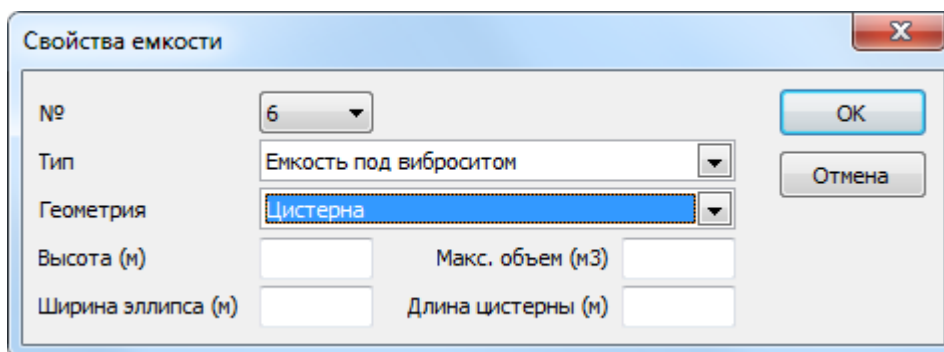 Свойства емкости
№ 6 OK
Тип Емкость под виброситом Отмена
Геометрия Цистерна
Высота (м) Макс. объем (м3)
Ширина эллипса (м) Длина цистерны (м)